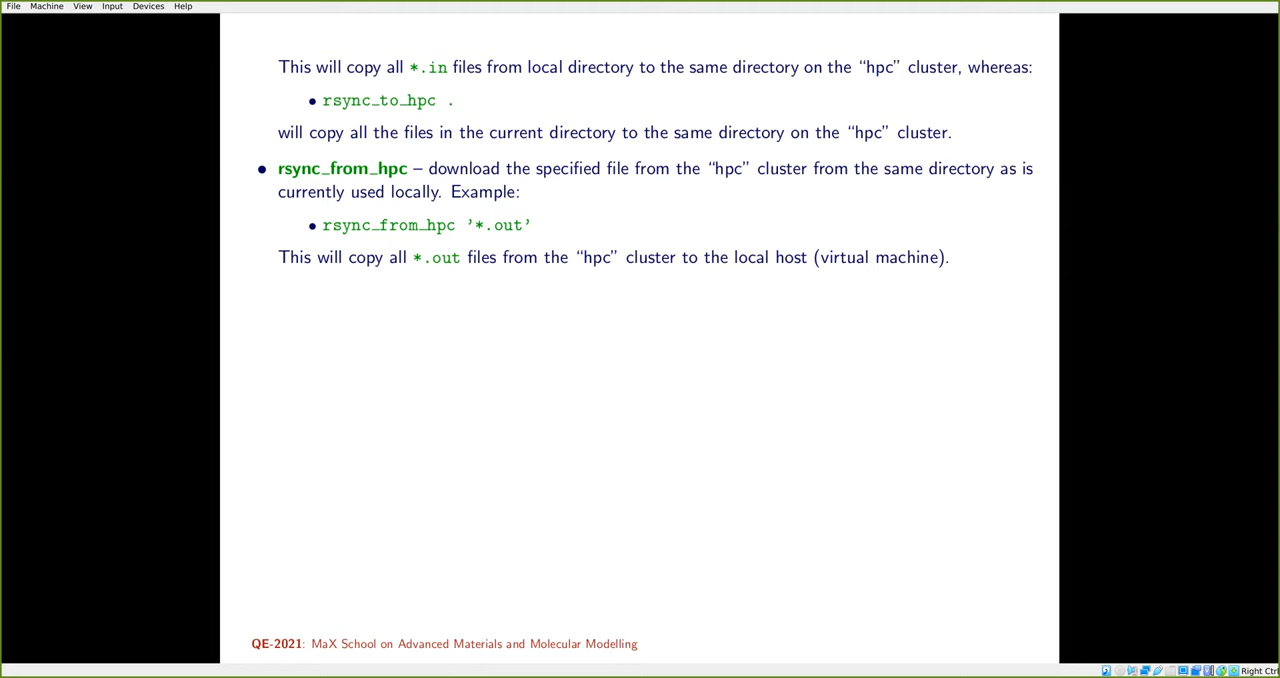 File Machine View Input Devices Help
This will copy all *.in files from local directory to the same directory on the “hpc” cluster, whereas:
• rsync_to_hpc .
will copy all the files in the current directory to the same directory on the “hpc” cluster.
• rsync_from_hpc – download the specified file from the “hpc” cluster from the same directory as is
currently used locally. Example:
• rsync_from_hpc ’*.out’
This will copy all *.out files from the “hpc” cluster to the local host (virtual machine).
QE-2021: MaX School on Advanced Materials and Molecular Modelling
Right Ctrl